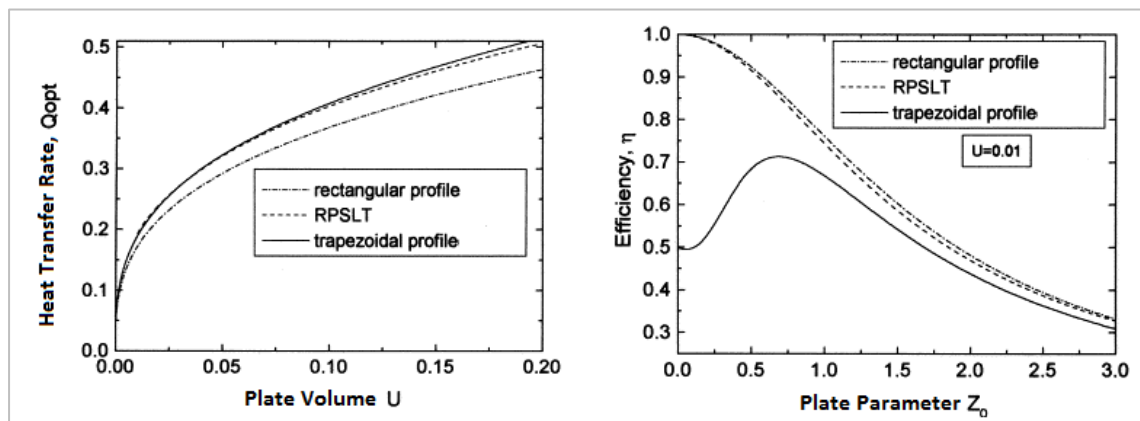 Heat Transfer Rate, Qopt
0.5
0.4
0.3
0.2
0.1
0.0
rectangular profile
RPSLT
trapezoidal profile
0.00 0.05 0.10 0.15 0.20
Plate Volume U
Efficiency, η
1.0
0.9
0.8
0.7
0.6
0.5
0.4
0.3
rectangular profile
RPSLT
trapezoidal profile
U=0.01
0.0 0.5 1.0 1.5 2.0 2.5 3.0
Plate Parameter Z₀